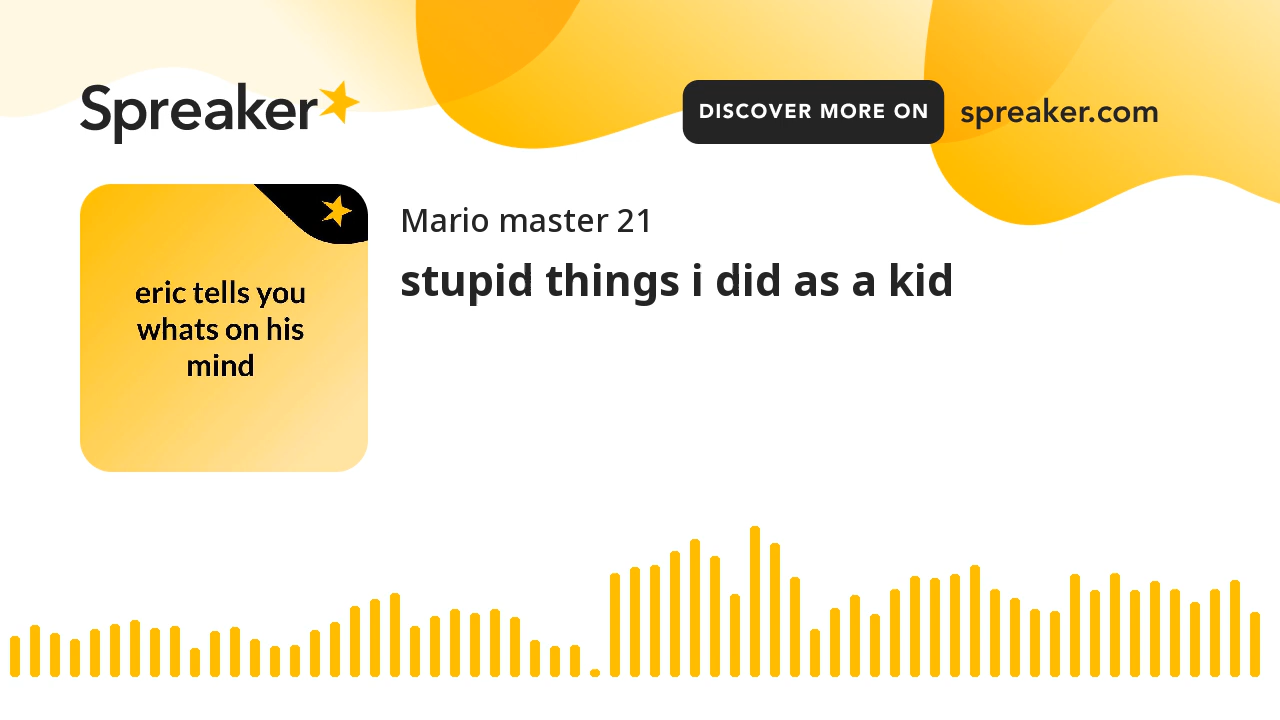 Spreaker
DISCOVER MORE ON
spreaker.com
eric tells you
whats on his
mind
Mario master 21
stupid things i did as a kid